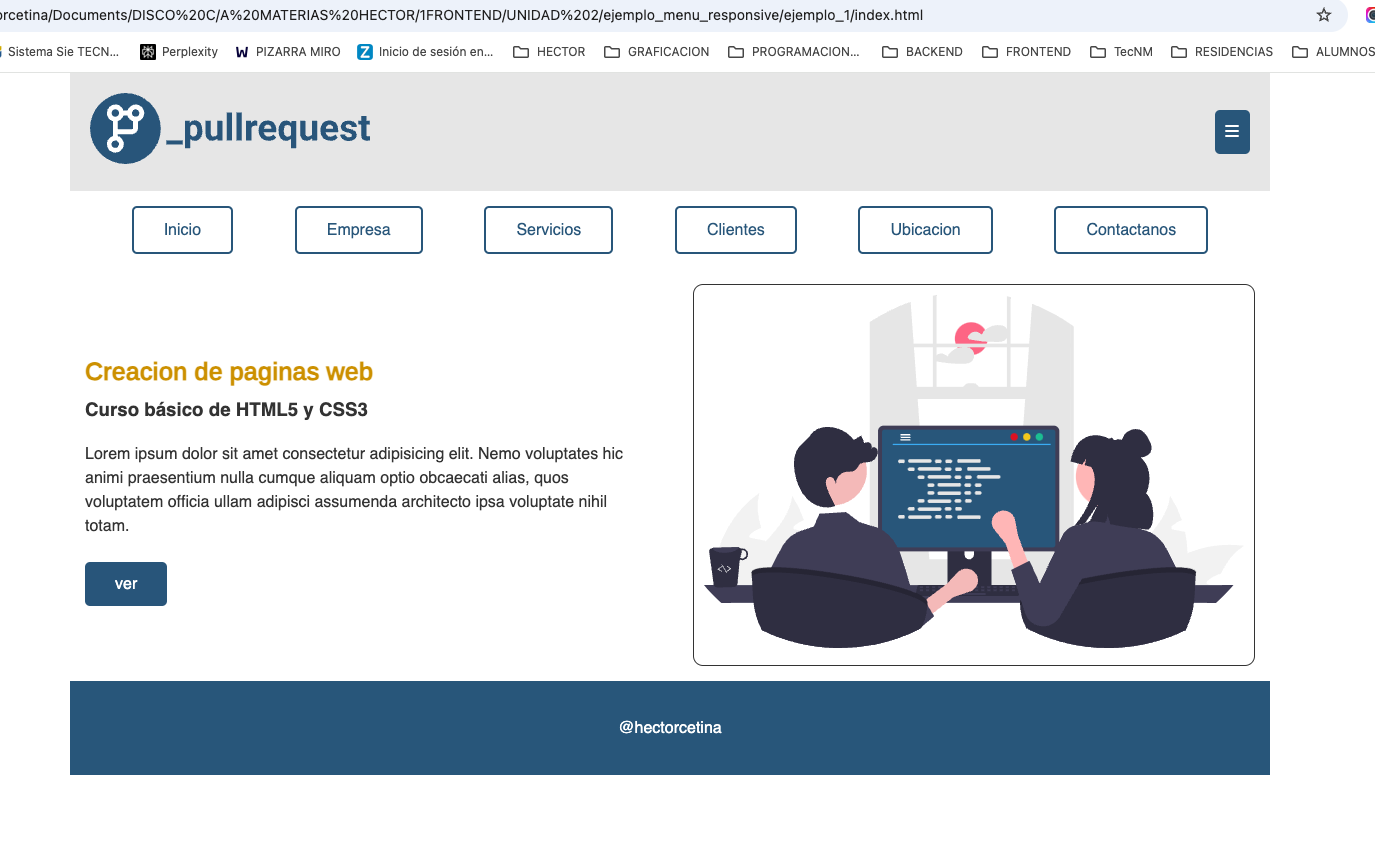 orcetina/Documents/DISCO%20C/A%20MATERIAS%20HECTOR/1FRONTEND/UNIDAD%202/ejemplo_menu_responsive/ejemplo_1/index.html
Sistema Sie TECN... Perplexity W PIZARRA MIRO Z Inicio de sesión en... HECTOR GRAFICACION PROGRAMACION... BACKEND FRONTEND TecNM RESIDENCIAS ALUMNOS
_pullrequest
Inicio Empresa Servicios Clientes Ubicacion Contactanos
Creacion de paginas web
Curso básico de HTML5 y CSS3
Lorem ipsum dolor sit amet consectetur adipisicing elit. Nemo voluptates hic
animi praesentium nulla cumque aliquam optio obcaecati alias, quos
voluptatem officia ullam adipisci assumenda architecto ipsa voluptate nihil
totam.
ver
<\>
@hectorcetina